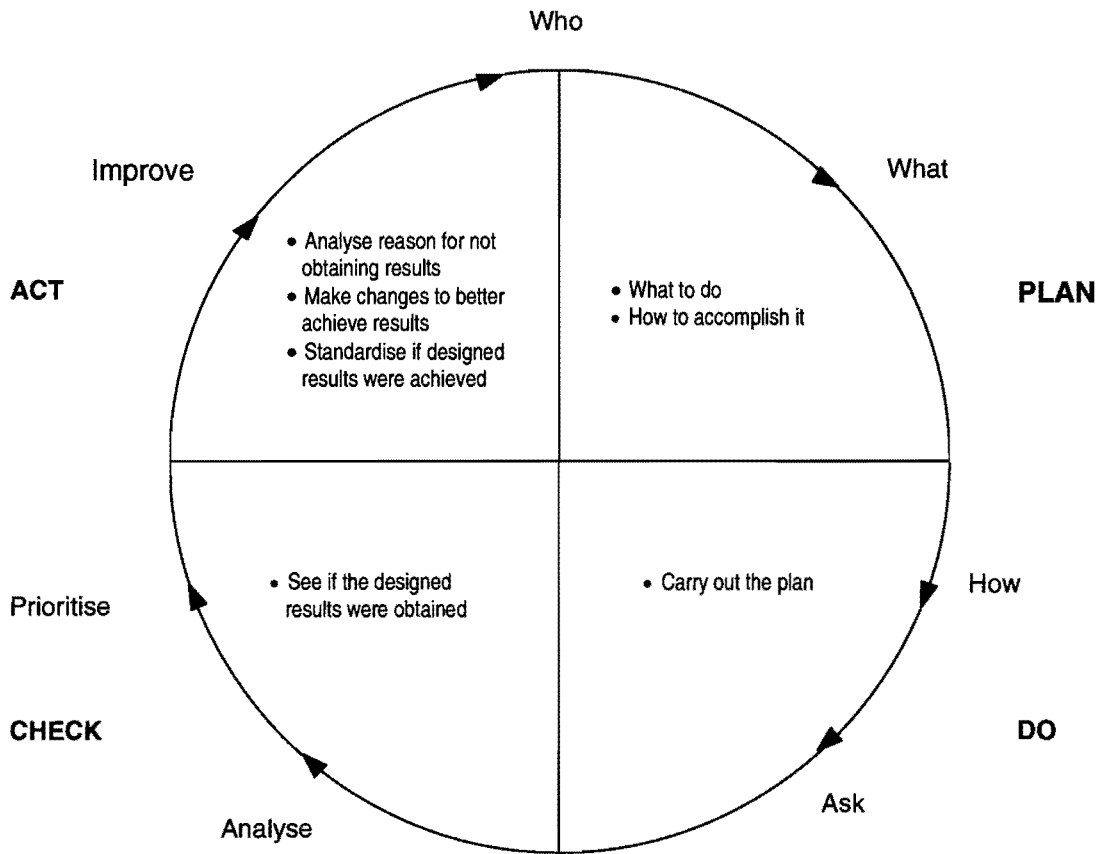 Who
Improve
What
• Analyse reason for not
obtaining results
• Make changes to better
achieve results
• Standardise if designed
results were achieved
ACT
• What to do
• How to accomplish it
PLAN
• See if the designed
results were obtained
• Carry out the plan
How
Prioritise
CHECK
DO
Ask
Analyse